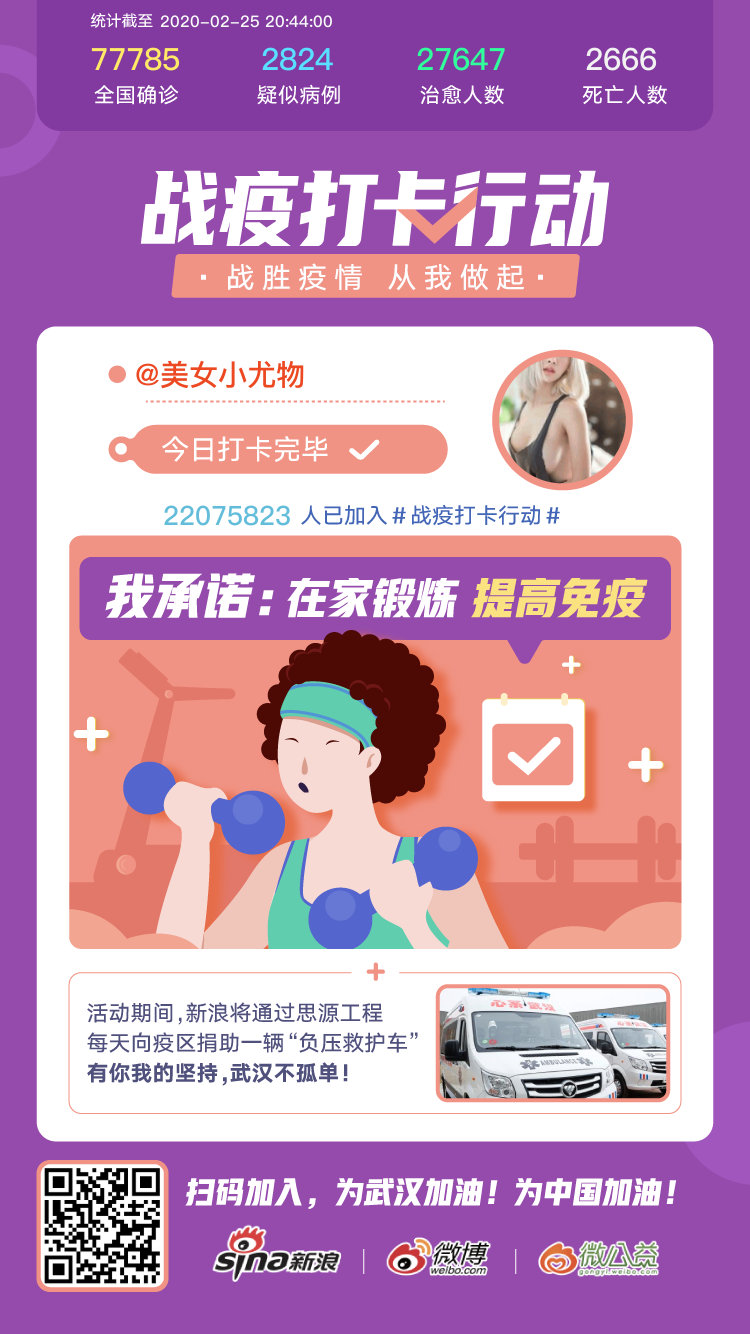 统计截至 2020-02-25 20:44:00
77785 2824 27647 2666
全国确诊 疑似病例 治愈人数 死亡人数
战疫打卡行动
·战胜疫情 从我做起·
@美女小尤物
今日打卡完毕
22075823 人已加入#战疫打卡行动#
我承诺:在家锻炼 提高免疫
活动期间,新浪将通过思源工程
每天向疫区捐助一辆“负压救护车”
有你我的坚持,武汉不孤单!
心系武汉
AMBULANCE
扫码加入,为武汉加油!为中国加油!
sina新浪 微博 微公益
weibo.com gongyi.weibo.com